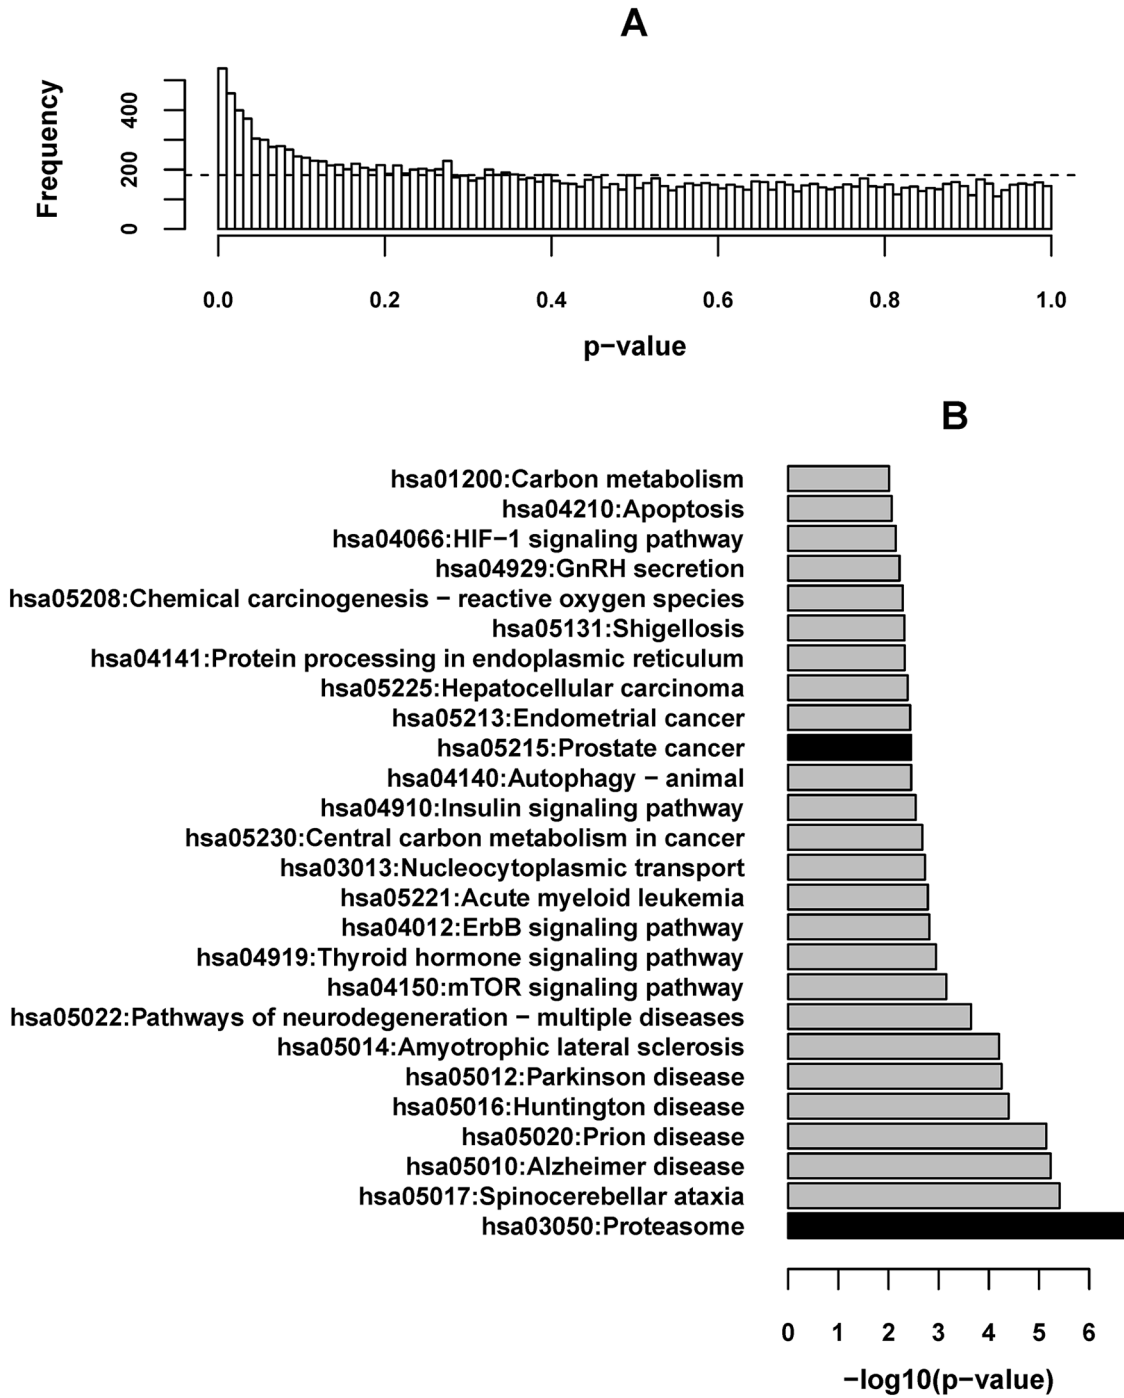 A
Frequency
0 200 400
0.0 0.2 0.4 0.6 0.8 1.0
p−value
B
hsa01200:Carbon metabolism
hsa04210:Apoptosis
hsa04066:HIF−1 signaling pathway
hsa04929:GnRH secretion
hsa05208:Chemical carcinogenesis − reactive oxygen species
hsa05131:Shigellosis
hsa04141:Protein processing in endoplasmic reticulum
hsa05225:Hepatocellular carcinoma
hsa05213:Endometrial cancer
hsa05215:Prostate cancer
hsa04140:Autophagy − animal
hsa04910:Insulin signaling pathway
hsa05230:Central carbon metabolism in cancer
hsa03013:Nucleocytoplasmic transport
hsa05221:Acute myeloid leukemia
hsa04012:ErbB signaling pathway
hsa04919:Thyroid hormone signaling pathway
hsa04150:mTOR signaling pathway
hsa05022:Pathways of neurodegeneration − multiple diseases
hsa05014:Amyotrophic lateral sclerosis
hsa05012:Parkinson disease
hsa05016:Huntington disease
hsa05020:Prion disease
hsa05010:Alzheimer disease
hsa05017:Spinocerebellar ataxia
hsa03050:Proteasome
0 1 2 3 4 5 6
−log10(p−value)